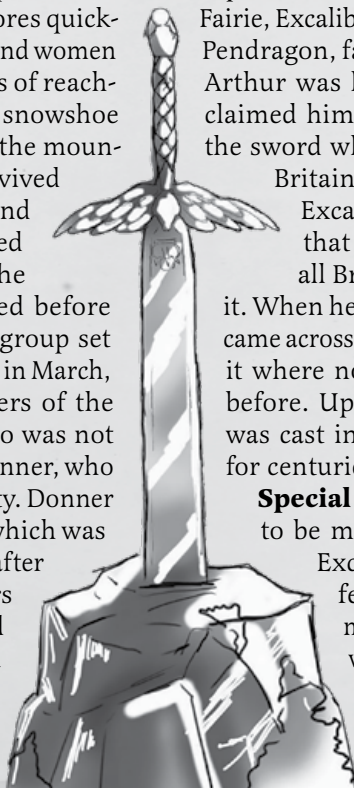 ores quick-
nd women
s of reach-
snowshoe
the moun-
vived
nd
ed
he
ed before
group set
in March,
ers of the
o was not
nner, who
ty. Donner
which was
after
rs
Fairie, Excalib
Pendragon, fa
Arthur was
claimed him
the sword wh
Britain
Exca
that
all Br
it. When he
came across
it where no
before. Up
was cast in
for centurie
Special
to be m
Exc
fe